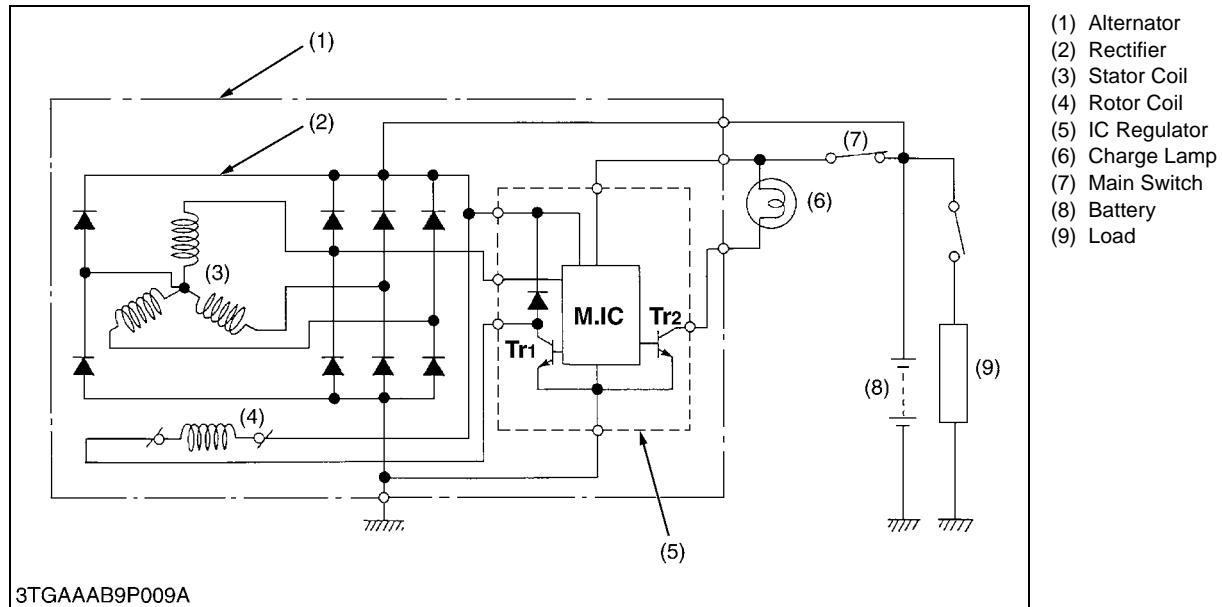 (1)
(2)
(3)
(4)
M.IC
Tr1
Tr2
(5)
(6)
(7)
(8)
(9)
3TGAAAB9P009A
(1) Alternator
(2) Rectifier
(3) Stator Coil
(4) Rotor Coil
(5) IC Regulator
(6) Charge Lamp
(7) Main Switch
(8) Battery
(9) Load